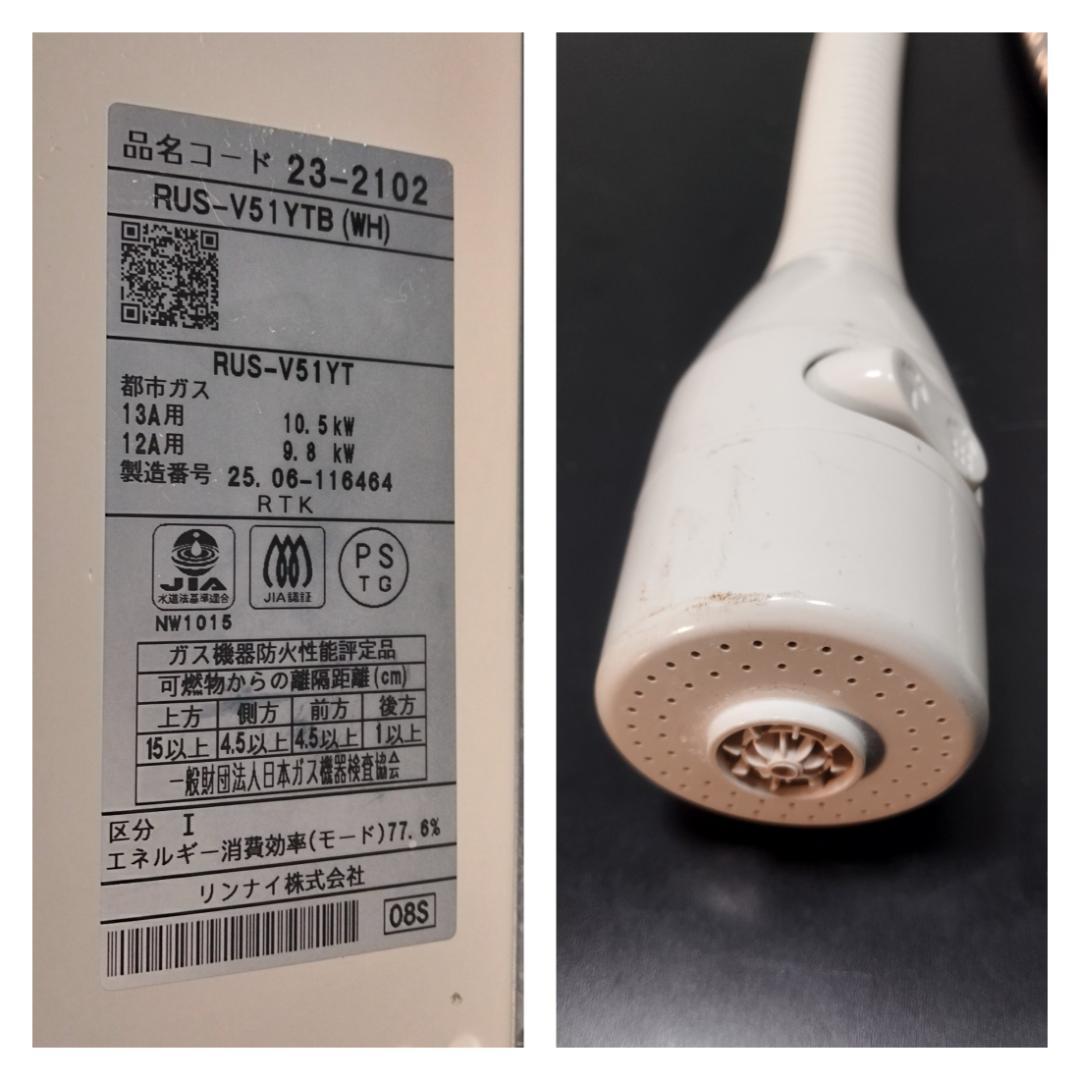 品名コード 23-2102
RUS-V51YTB(WH)
RUS-V51YT
都市ガス
13A用 10.5kW
12A用 9.8 kW
製造番号 25.06-116464
RTK
JIA
水道法基準適合
JIA認証
PS
TG
NW1015
ガス機器防火性能評定品
可燃物からの離隔距離(cm)
上方 側方 前方 後方
15以上 4.5以上 4.5以上 1以上
一般財団法人日本ガス機器検査協会
区分 I
エネルギー消費効率(モード)77.6%
リンナイ株式会社
08S